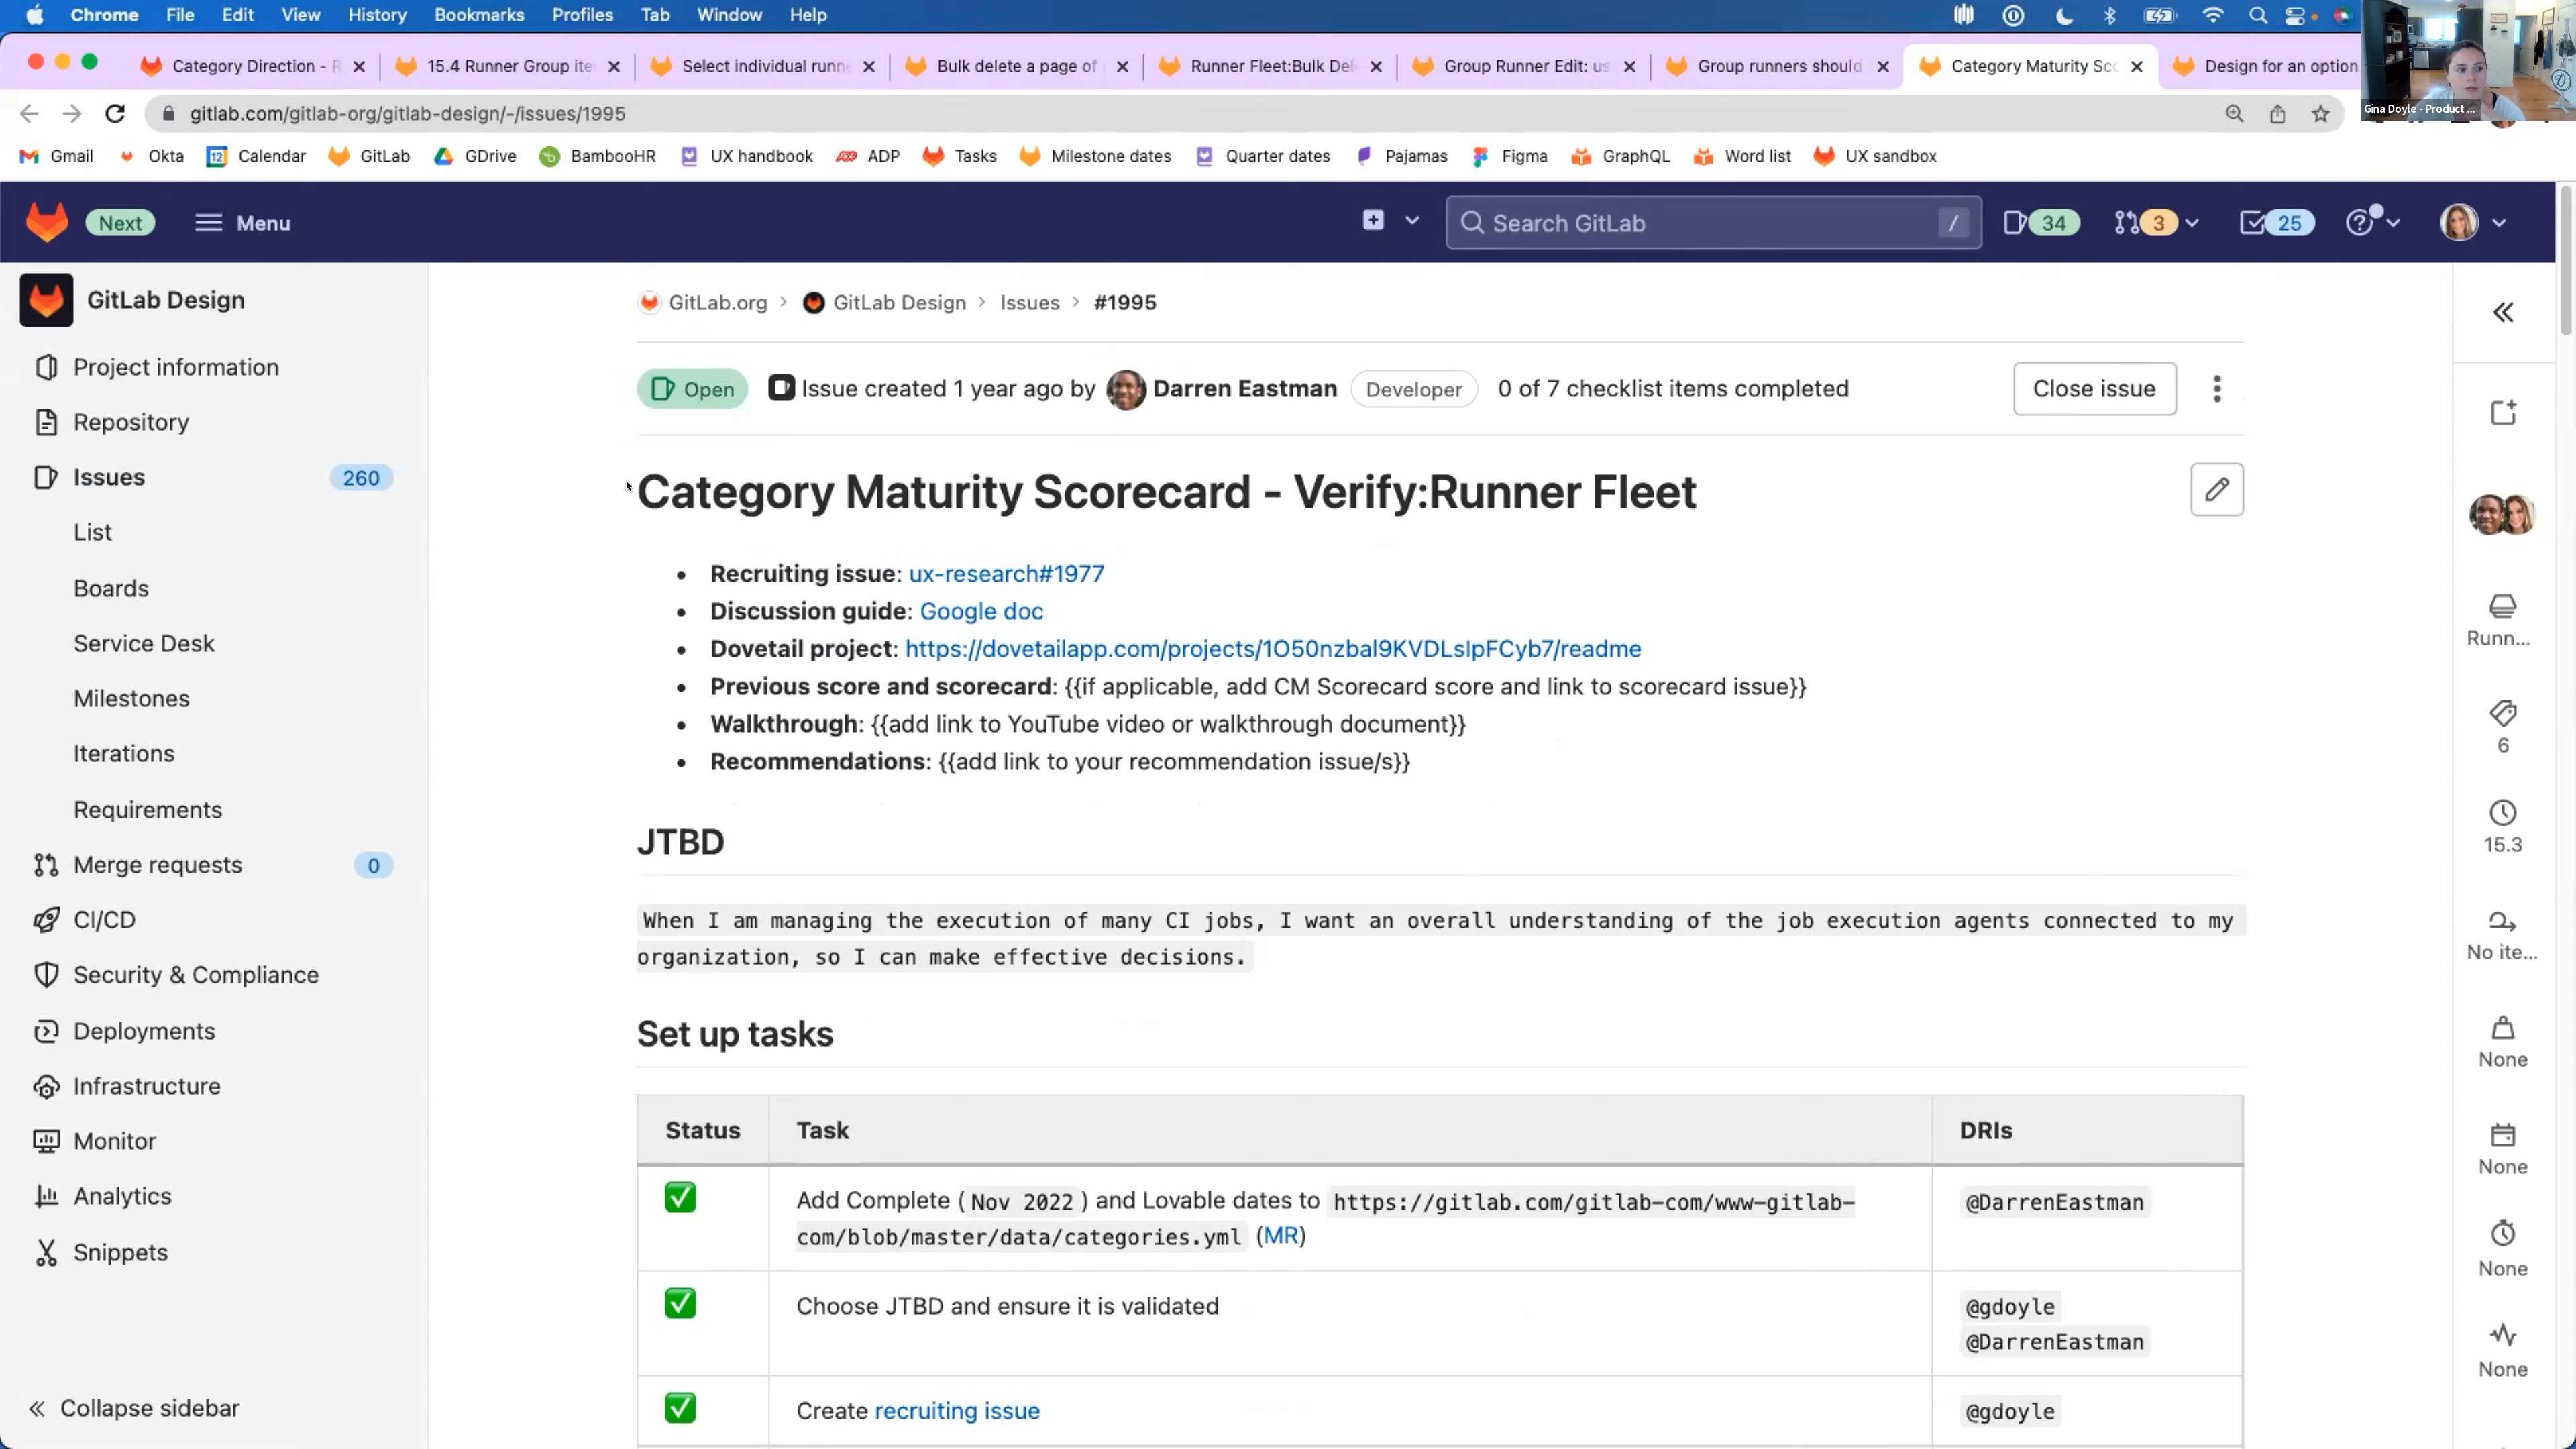 Chrome File Edit View History Bookmarks Profiles Tab Window Help
Category Direction - R
15.4 Runner Group ite
Select individual runn
Bulk delete a page of
Runner Fleet:Bulk Del
Group Runner Edit: us
Group runners should
Category Maturity Sco
Design for an option
Gina Doyle - Product ...
gitlab.com/gitlab-org/gitlab-design/-/issues/1995
Gmail Okta Calendar GitLab GDrive BambooHR UX handbook ADP Tasks Milestone dates Quarter dates Pajamas Figma GraphQL Word list UX sandbox
Next Menu Search GitLab / 34 3 25
GitLab Design
Project information
Repository
Issues 260
List
Boards
Service Desk
Milestones
Iterations
Requirements
Merge requests 0
CI/CD
Security & Compliance
Deployments
Infrastructure
Monitor
Analytics
Snippets
Collapse sidebar
GitLab.org > GitLab Design > Issues > #1995
Open Issue created 1 year ago by Darren Eastman Developer 0 of 7 checklist items completed Close issue
Category Maturity Scorecard - Verify:Runner Fleet
• Recruiting issue: ux-research#1977
• Discussion guide: Google doc
• Dovetail project: https://dovetailapp.com/projects/1O50nzbal9KVDLsIpFCyb7/readme
• Previous score and scorecard: {{if applicable, add CM Scorecard score and link to scorecard issue}}
• Walkthrough: {{add link to YouTube video or walkthrough document}}
• Recommendations: {{add link to your recommendation issue/s}}
JTBD
When I am managing the execution of many CI jobs, I want an overall understanding of the job execution agents connected to my
organization, so I can make effective decisions.
Set up tasks
Status Task DRIs
Add Complete ( Nov 2022 ) and Lovable dates to https://gitlab.com/gitlab-com/www-gitlab- @DarrenEastman
com/blob/master/data/categories.yml (MR)
Choose JTBD and ensure it is validated @gdoyle
@DarrenEastman
Create recruiting issue @gdoyle
Runn...
6
15.3
No ite...
None
None
None
None